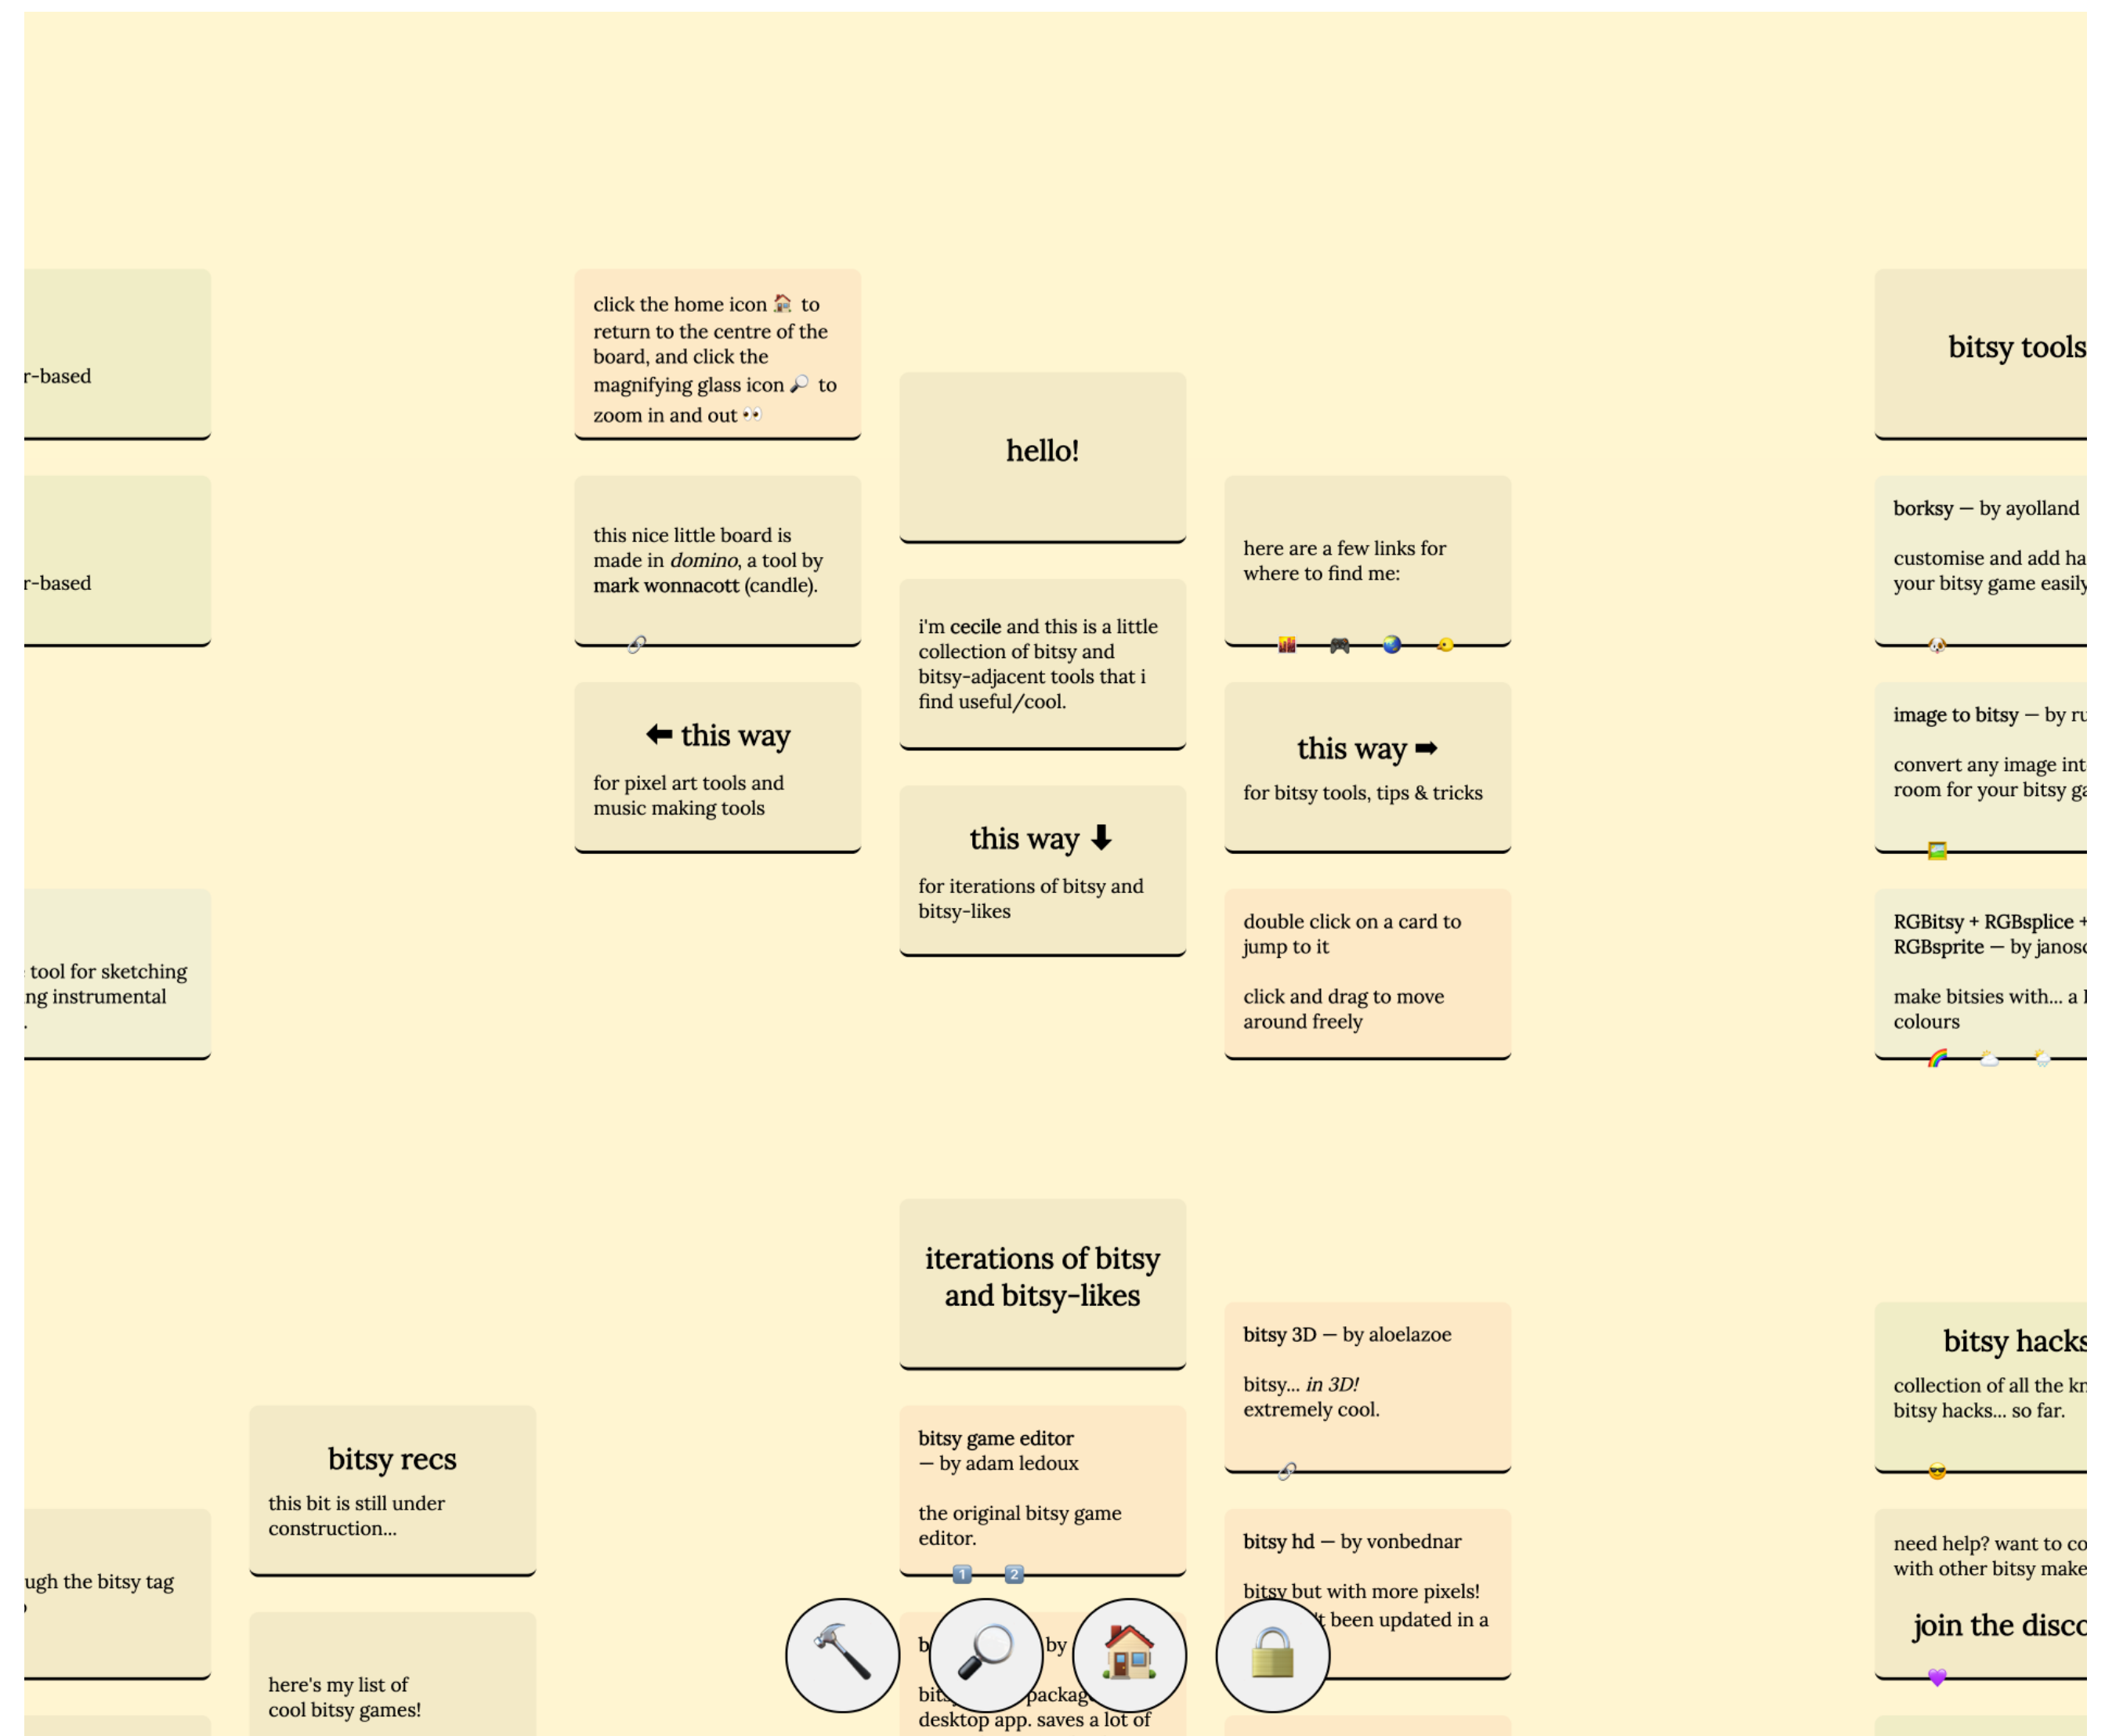 r-based
r-based
tool for sketching
ng instrumental
.
click the home icon 🏠 to
return to the centre of the
board, and click the
magnifying glass icon 🔎 to
zoom in and out 👀
this nice little board is
made in domino, a tool by
mark wonnacott (candle).
⬅ this way
for pixel art tools and
music making tools
hello!
i'm cecile and this is a little
collection of bitsy and
bitsy-adjacent tools that i
find useful/cool.
this way ⬇
for iterations of bitsy and
bitsy-likes
here are a few links for
where to find me:
this way ➡
for bitsy tools, tips & tricks
double click on a card to
jump to it
click and drag to move
around freely
bitsy tools
borksy — by ayolland
customise and add ha
your bitsy game easily
image to bitsy — by ru
convert any image int
room for your bitsy ga
RGBitsy + RGBsplice +
RGBsprite — by janosc
make bitsies with... a
colours
ugh the bitsy tag
bitsy recs
this bit is still under
construction...
here's my list of
cool bitsy games!
iterations of bitsy
and bitsy-likes
bitsy game editor
— by adam ledoux
the original bitsy game
editor.
1 2
b by
bits packag
desktop app. saves a lot of
bitsy 3D — by aloelazoe
bitsy... in 3D!
extremely cool.
bitsy hd — by vonbednar
bitsy but with more pixels!
't been updated in a
bitsy hacks
collection of all the kn
bitsy hacks... so far.
need help? want to co
with other bitsy make
join the disco